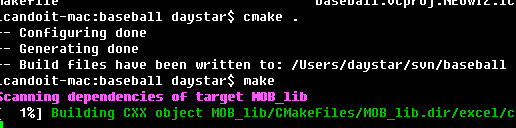 makefile baseball.vcproj.NEOWIZ.ic
icandoit-mac:baseball daystar$ cmake .
-- Configuring done
-- Generating done
-- Build files have been written to: /Users/daystar/svn/baseball
icandoit-mac:baseball daystar$ make
Scanning dependencies of target MOB_lib
[  1%] Building CXX object MOB_lib/CMakeFiles/MOB_lib.dir/excel/c